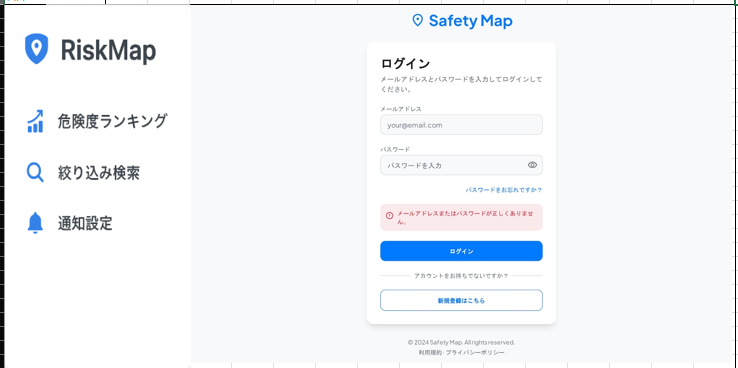 RiskMap
危険度ランキング
絞り込み検索
通知設定
Safety Map
ログイン
メールアドレスとパスワードを入力してログインして
ください。
メールアドレス
your@email.com
パスワード
パスワードを入力
パスワードをお忘れですか？
メールアドレスまたはパスワードが正しくありませ
ん。
ログイン
アカウントをお持ちでないですか？
新規登録はこちら
© 2024 Safety Map. All rights reserved.
利用規約 · プライバシーポリシー